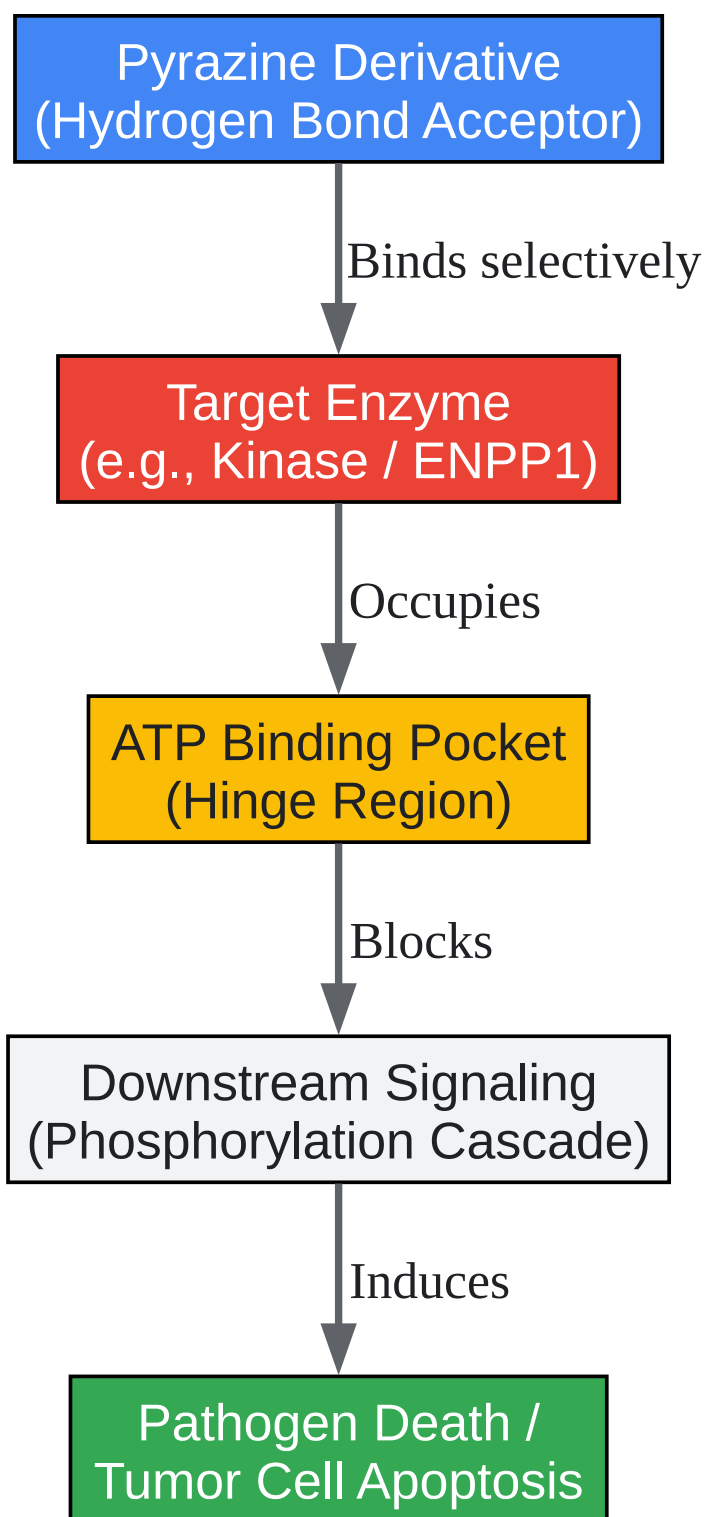 Pyrazine Derivative
(Hydrogen Bond Acceptor)
Binds selectively
Target Enzyme
(e.g., Kinase / ENPP1)
Occupies
ATP Binding Pocket
(Hinge Region)
Blocks
Downstream Signaling
(Phosphorylation Cascade)
Induces
Pathogen Death /
Tumor Cell Apoptosis